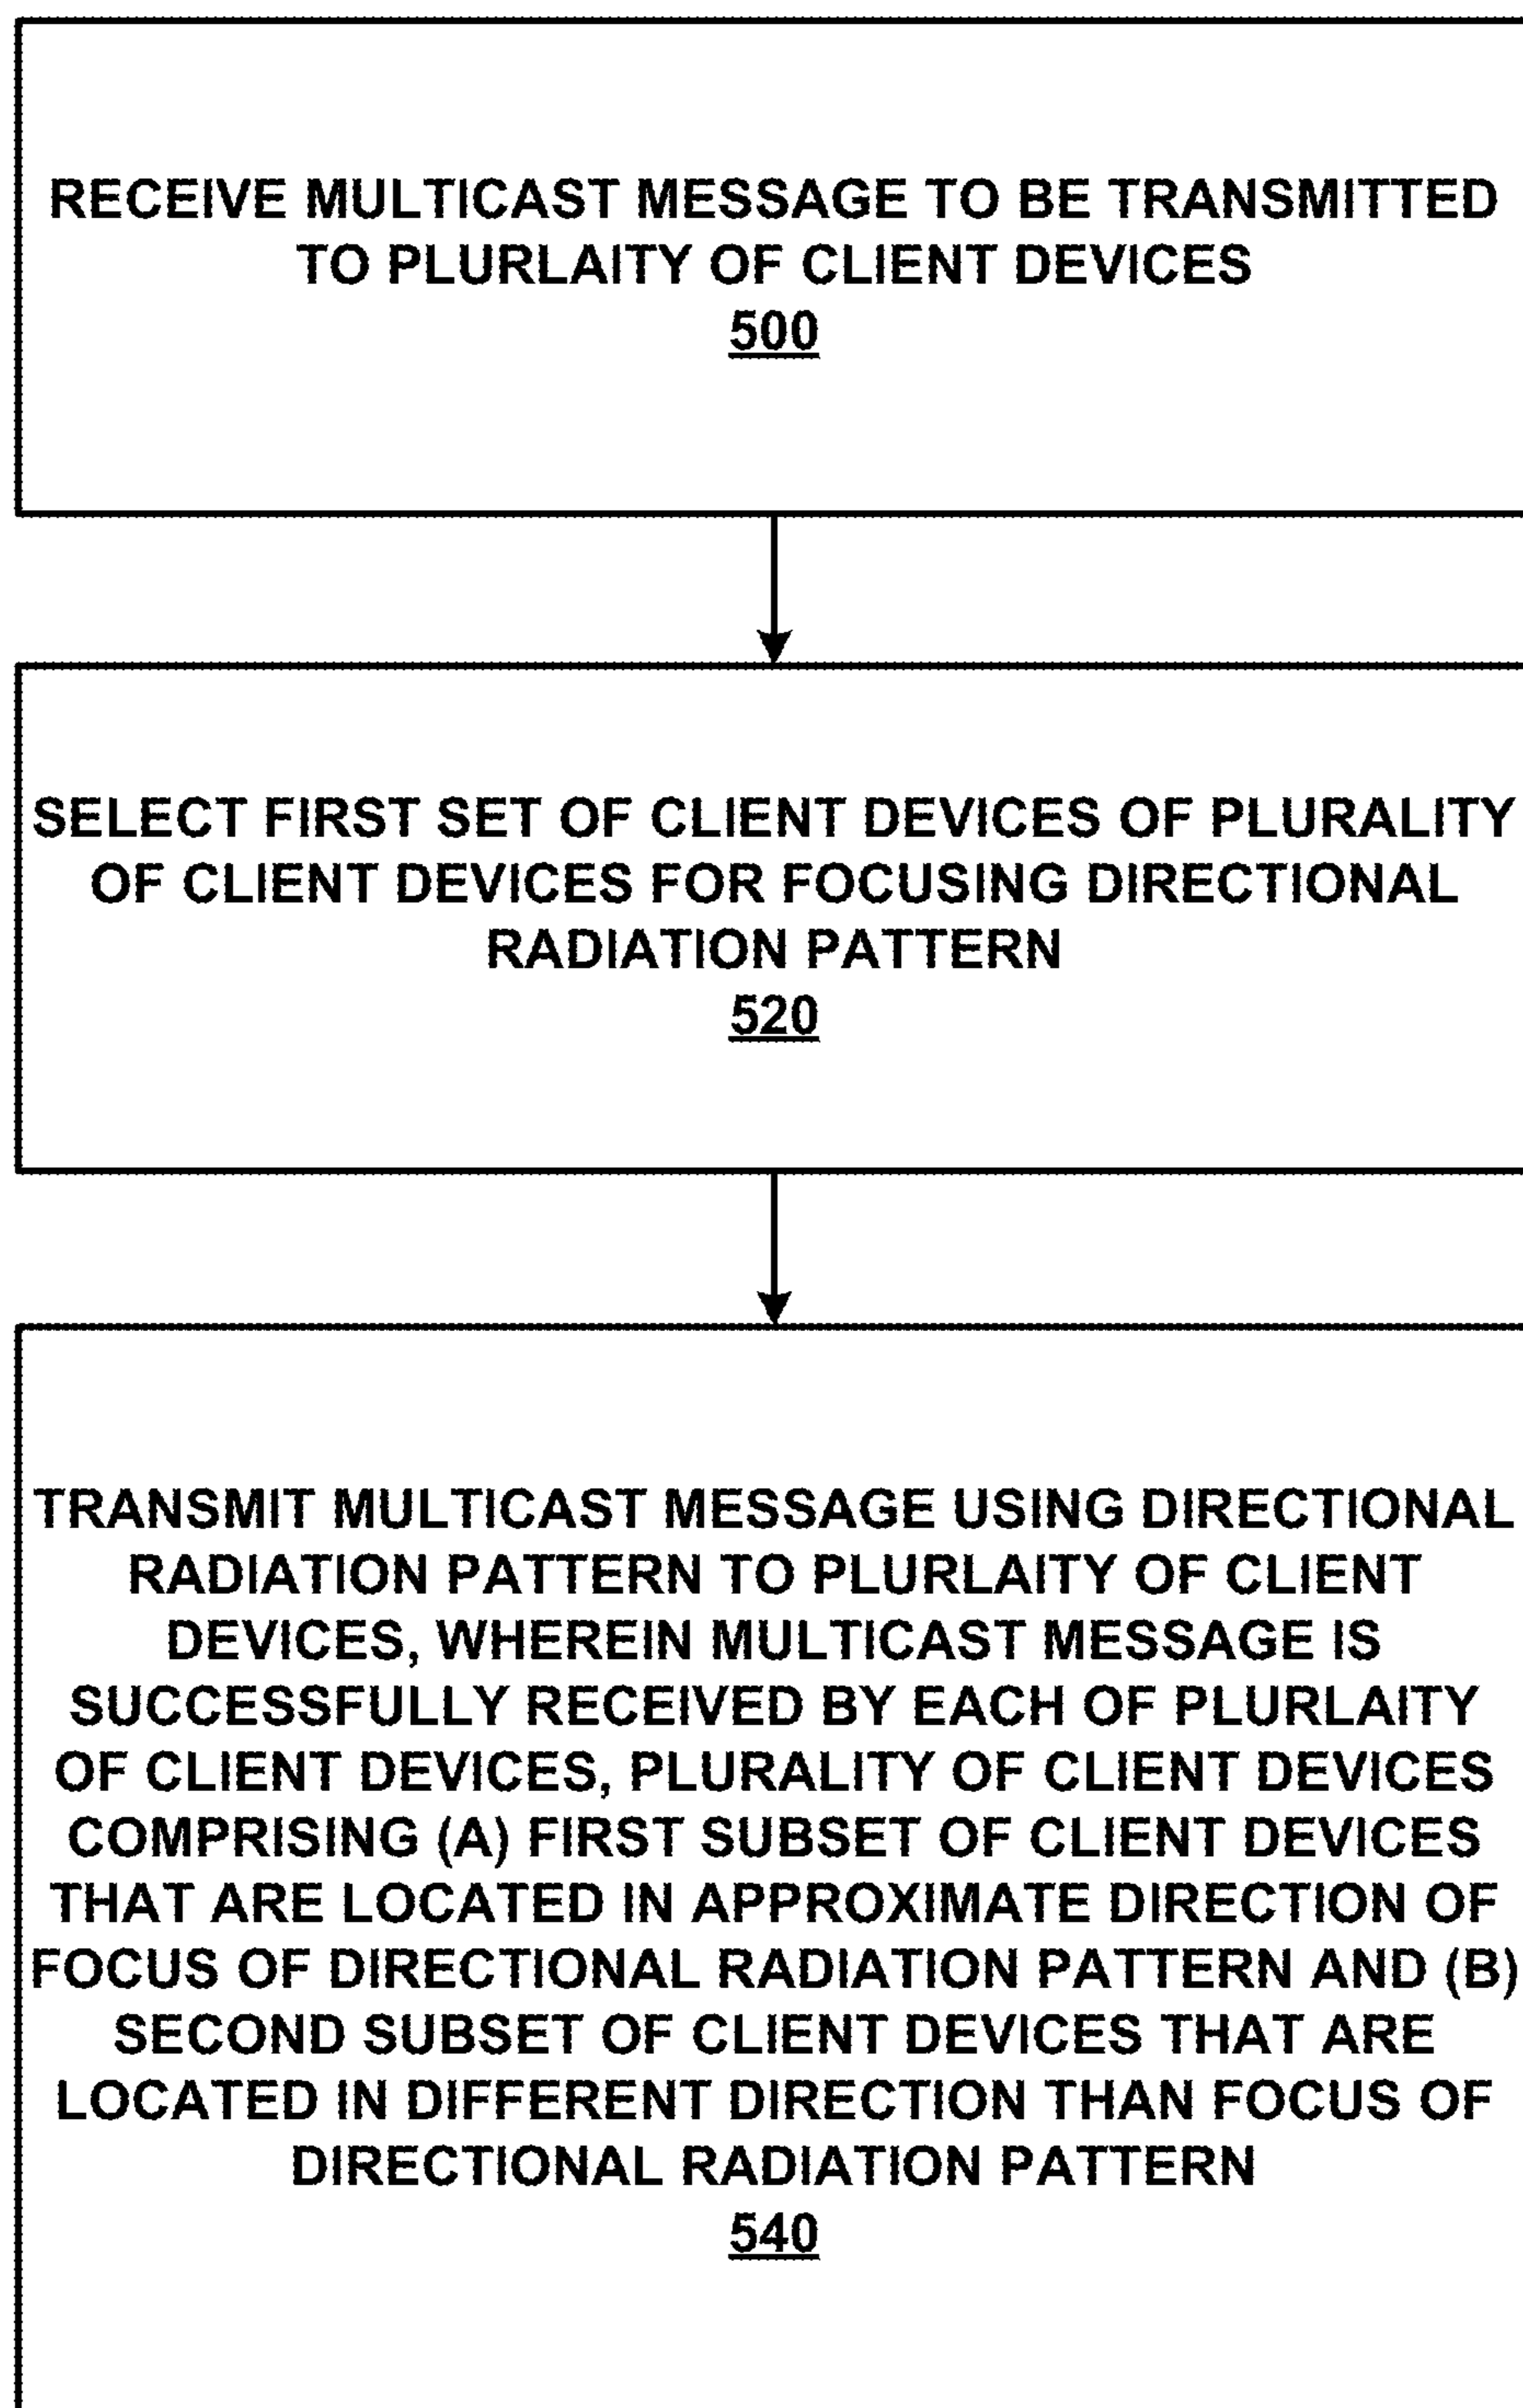 RECEIVE MULTICAST MESSAGE TO BE TRANSMITTED
TO PLURLAITY OF CLIENT DEVICES
500
SELECT FIRST SET OF CLIENT DEVICES OF PLURALITY
OF CLIENT DEVICES FOR FOCUSING DIRECTIONAL
RADIATION PATTERN
520
TRANSMIT MULTICAST MESSAGE USING DIRECTIONAL
RADIATION PATTERN TO PLURLAITY OF CLIENT
DEVICES, WHEREIN MULTICAST MESSAGE IS
SUCCESSFULLY RECEIVED BY EACH OF PLURLAITY
OF CLIENT DEVICES, PLURALITY OF CLIENT DEVICES
COMPRISING (A) FIRST SUBSET OF CLIENT DEVICES
THAT ARE LOCATED IN APPROXIMATE DIRECTION OF
FOCUS OF DIRECTIONAL RADIATION PATTERN AND (B)
SECOND SUBSET OF CLIENT DEVICES THAT ARE
LOCATED IN DIFFERENT DIRECTION THAN FOCUS OF
DIRECTIONAL RADIATION PATTERN
540